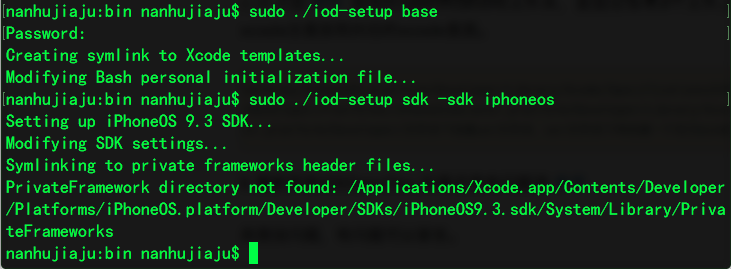 [nanhujiaju:bin nanhujiaju$ sudo ./iod-setup base
[Password:
Creating symlink to Xcode templates...
Modifying Bash personal initialization file...
[nanhujiaju:bin nanhujiaju$ sudo ./iod-setup sdk -sdk iphoneos
Setting up iPhoneOS 9.3 SDK...
Modifying SDK settings...
Symlinking to private frameworks header files...
PrivateFramework directory not found: /Applications/Xcode.app/Contents/Developer
/Platforms/iPhoneOS.platform/Developer/SDKs/iPhoneOS9.3.sdk/System/Library/Priva
teFrameworks
nanhujiaju:bin nanhujiaju$